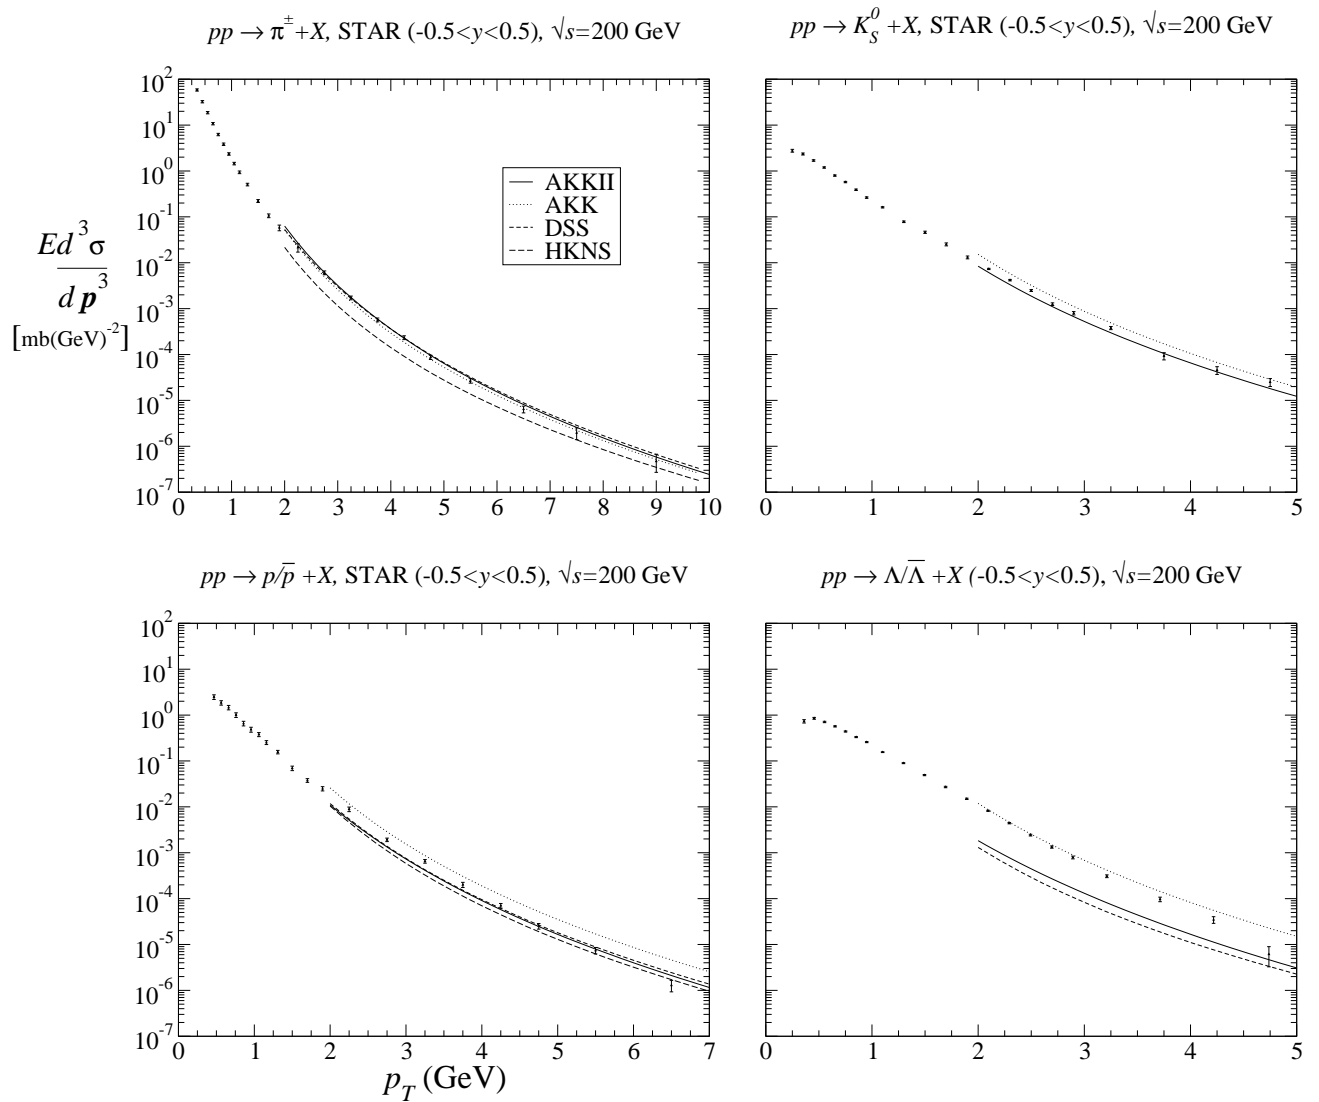 pp → π± +X, STAR (-0.5<y<0.5), √s=200 GeV
pp → K_S^0 +X, STAR (-0.5<y<0.5), √s=200 GeV
10^2
10^1
10^0
10^-1
10^-2
10^-3
10^-4
10^-5
10^-6
10^-7
Ed^3σ
dp^3
[mb(GeV)^-2]
AKKII
AKK
DSS
HKNS
0 1 2 3 4 5 6 7 8 9 10
0 1 2 3 4 5
pp → p/p̅ +X, STAR (-0.5<y<0.5), √s=200 GeV
pp → Λ/Λ̅ +X (-0.5<y<0.5), √s=200 GeV
10^2
10^1
10^0
10^-1
10^-2
10^-3
10^-4
10^-5
10^-6
10^-7
0 1 2 3 4 5 6 7
0 1 2 3 4 5
p_T (GeV)